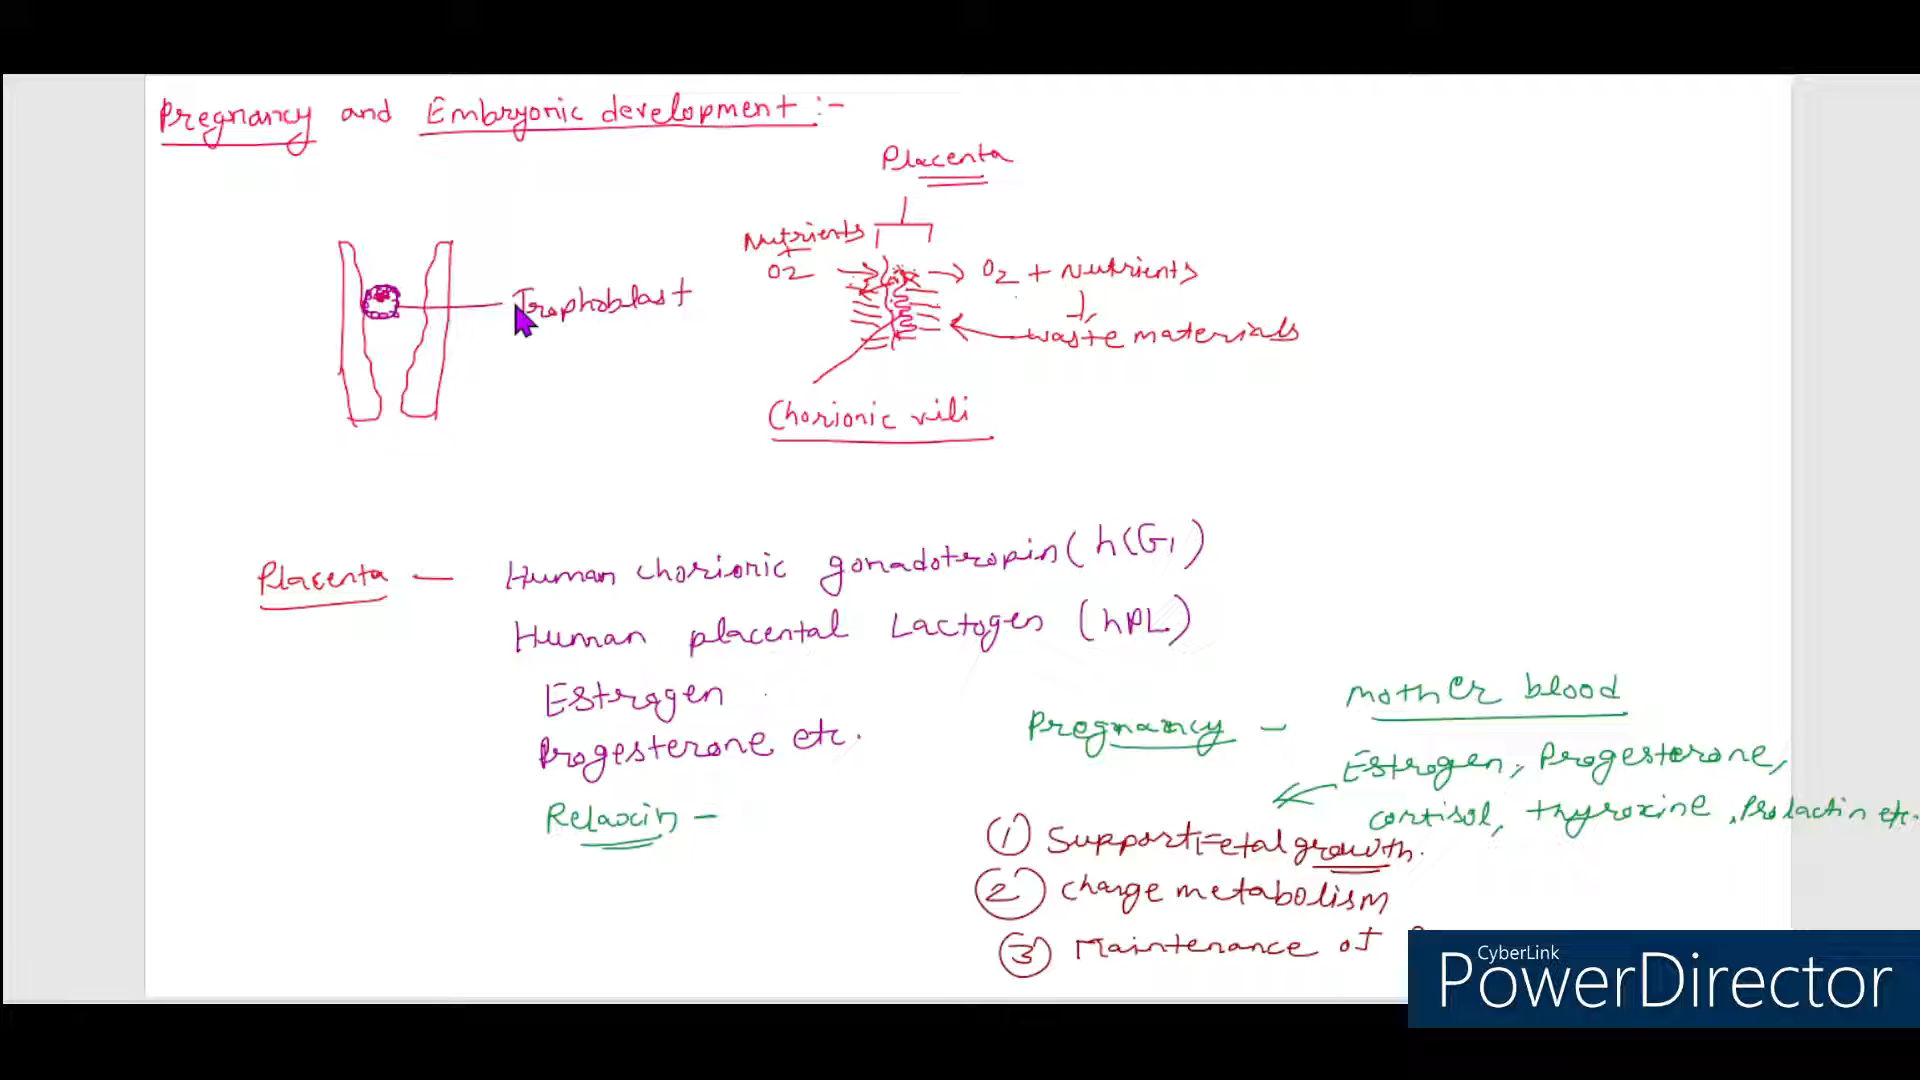 Pregnancy and Embryonic development :-
Placenta
Nutrients
+
O2
O2 + Nutrients
Trophoblast
waste materials
Chorionic vili
Placenta — Human chorionic gonadotropin (hCG)
Human placental Lactogen (hPL)
Estrogen
Progesterone etc.
Relaxin –
Pregnancy – mother blood
Estrogen, Progesterone,
cortisol, thyroxine, Prolactin etc.
① Support Fetal growth.
② Change metabolism
③ Maintenance of
CyberLink
PowerDirector